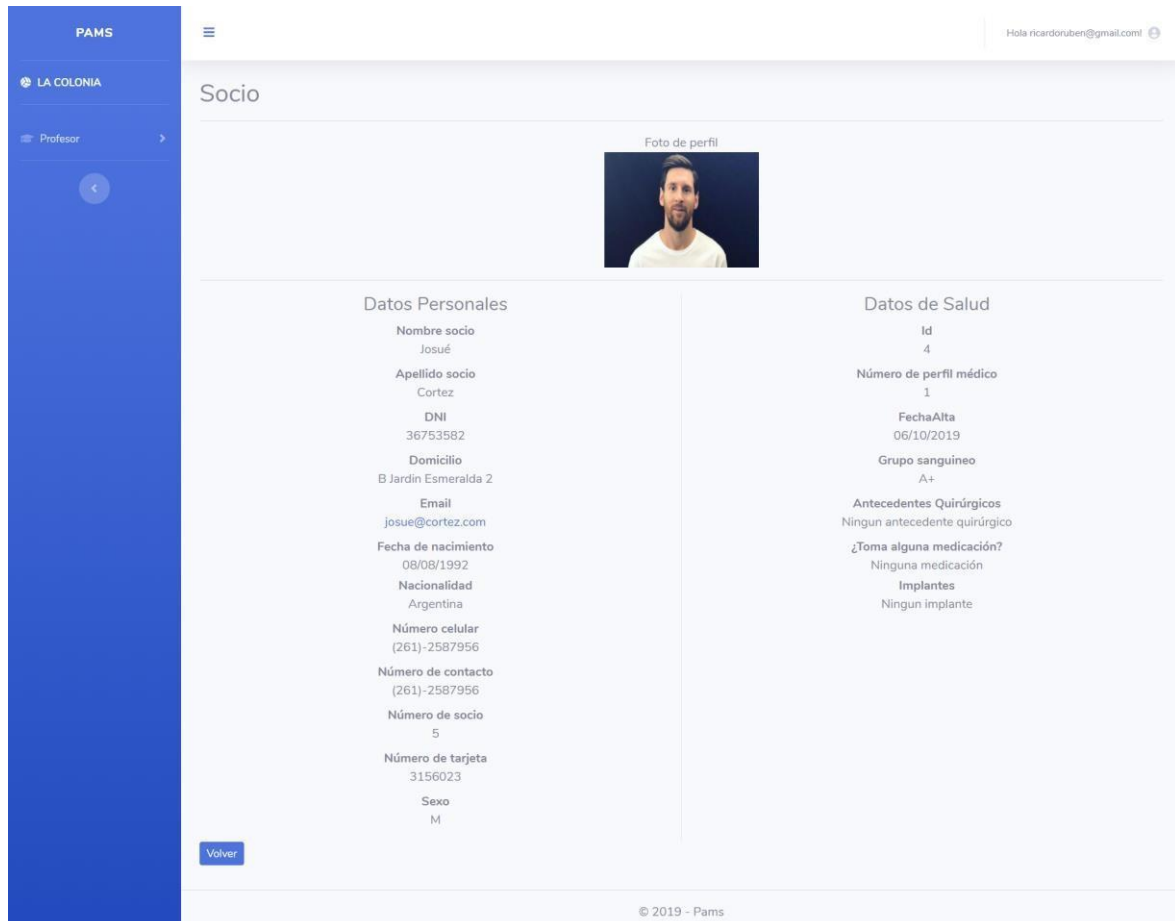 PAMS
Hola ricardoruben@gmail.com!
LA COLONIA
Socio
Profesor
Foto de perfil
Datos Personales
Nombre socio
Josué
Apellido socio
Cortez
DNI
36753582
Domicilio
B Jardin Esmeralda 2
Email
josue@cortez.com
Fecha de nacimiento
08/08/1992
Nacionalidad
Argentina
Número celular
(261)-2587956
Número de contacto
(261)-2587956
Número de socio
5
Número de tarjeta
3156023
Sexo
M
Datos de Salud
Id
4
Número de perfil médico
1
FechaAlta
06/10/2019
Grupo sanguineo
A+
Antecedentes Quirúrgicos
Ningun antecedente quirúrgico
¿Toma alguna medicación?
Ninguna medicación
Implantes
Ningun implante
Volver
© 2019 - Pams